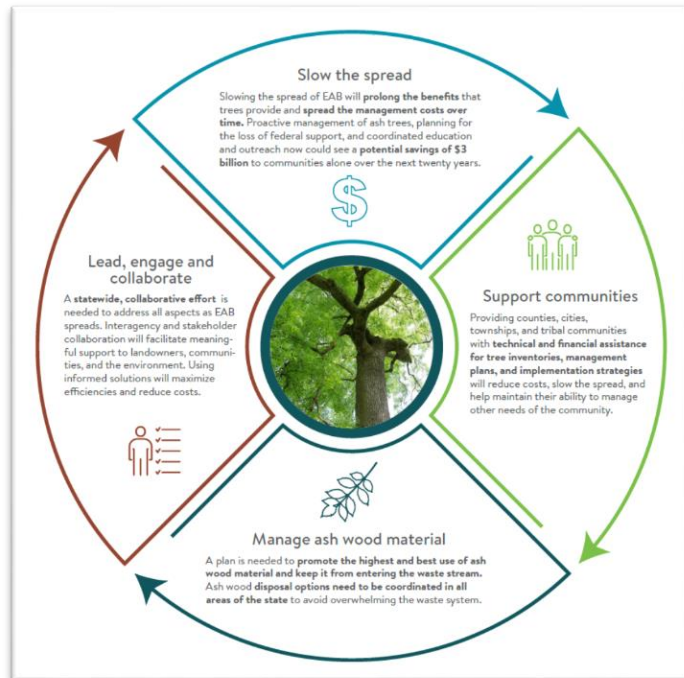 Slow the spread
Slowing the spread of EAB will prolong the benefits that
trees provide and spread the management costs over
time. Proactive management of ash trees, planning for
the loss of federal support, and coordinated education
and outreach now could see a potential savings of $3
billion to communities alone over the next twenty years.
$
Support communities
Providing counties, cities,
townships, and tribal communities
with technical and financial assistance
for tree inventories, management
plans, and implementation strategies
will reduce costs, slow the spread, and
help maintain their ability to manage
other needs of the community.
Manage ash wood material
A plan is needed to promote the highest and best use of ash
wood material and keep it from entering the waste stream.
Ash wood disposal options need to be coordinated in all
areas of the state to avoid overwhelming the waste system.
Lead, engage and
collaborate
A statewide, collaborative effort is
needed to address all aspects as EAB
spreads. Interagency and stakeholder
collaboration will facilitate meaning-
ful support to landowners, communi-
ties, and the environment. Using
informed solutions will maximize
efficiencies and reduce costs.